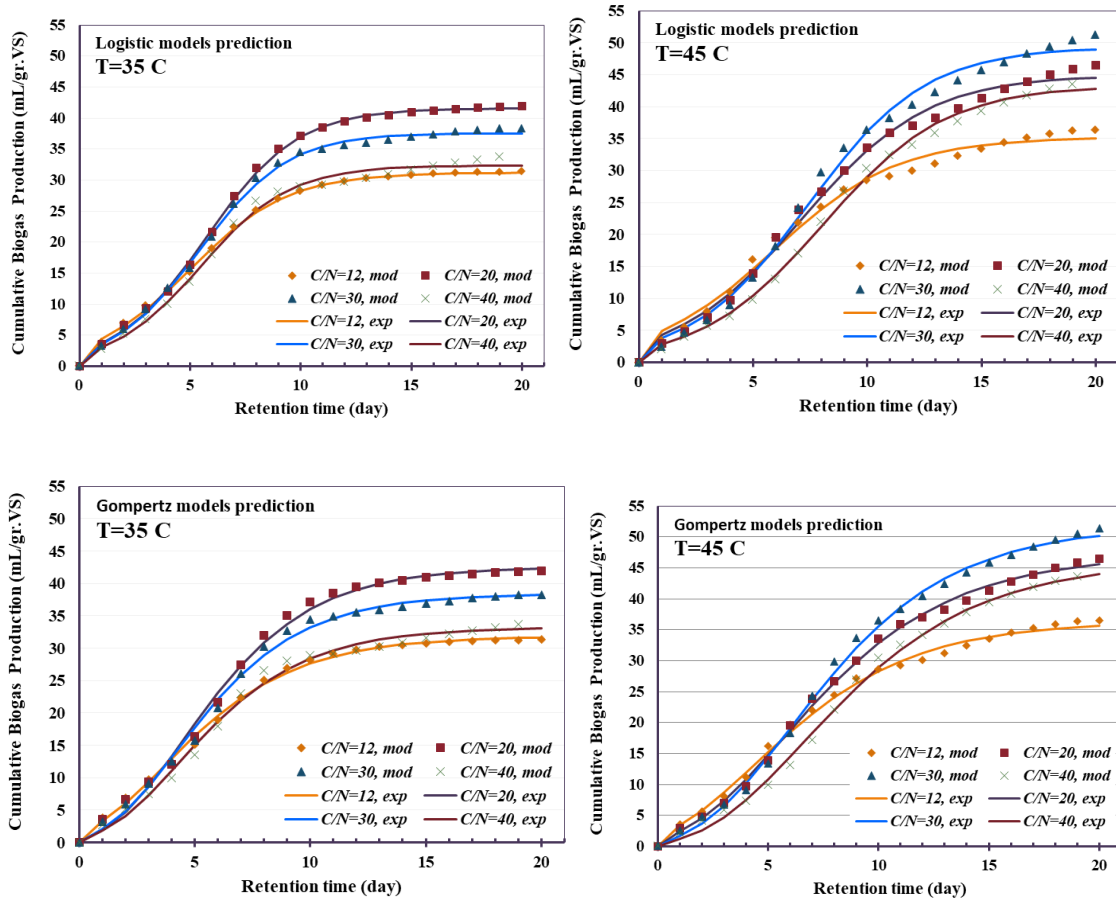 Cumulative Biogas Production (mL/gr.VS)
55
50
45
40
35
30
25
20
15
10
5
0
Logistic models prediction
T=35 C
C/N=12, mod
C/N=20, mod
C/N=30, mod
C/N=40, mod
C/N=12, exp
C/N=20, exp
C/N=30, exp
C/N=40, exp
0 5 10 15 20
Retention time (day)
Cumulative Biogas Production (mL/gr.VS)
55
50
45
40
35
30
25
20
15
10
5
0
Logistic models prediction
T=45 C
C/N=12, mod
C/N=20, mod
C/N=30, mod
C/N=40, mod
C/N=12, exp
C/N=20, exp
C/N=30, exp
C/N=40, exp
0 5 10 15 20
Retention time (day)
Cumulative Biogas Production (mL/gr.VS)
55
50
45
40
35
30
25
20
15
10
5
0
Gompertz models prediction
T=35 C
C/N=12, mod
C/N=20, mod
C/N=30, mod
C/N=40, mod
C/N=12, exp
C/N=20, exp
C/N=30, exp
C/N=40, exp
0 5 10 15 20
Retention time (day)
Cumulative Biogas Production (mL/gr.VS)
55
50
45
40
35
30
25
20
15
10
5
0
Gompertz models prediction
T=45 C
C/N=12, mod
C/N=20, mod
C/N=30, mod
C/N=40, mod
C/N=12, exp
C/N=20, exp
C/N=30, exp
C/N=40, exp
0 5 10 15 20
Retention time (day)